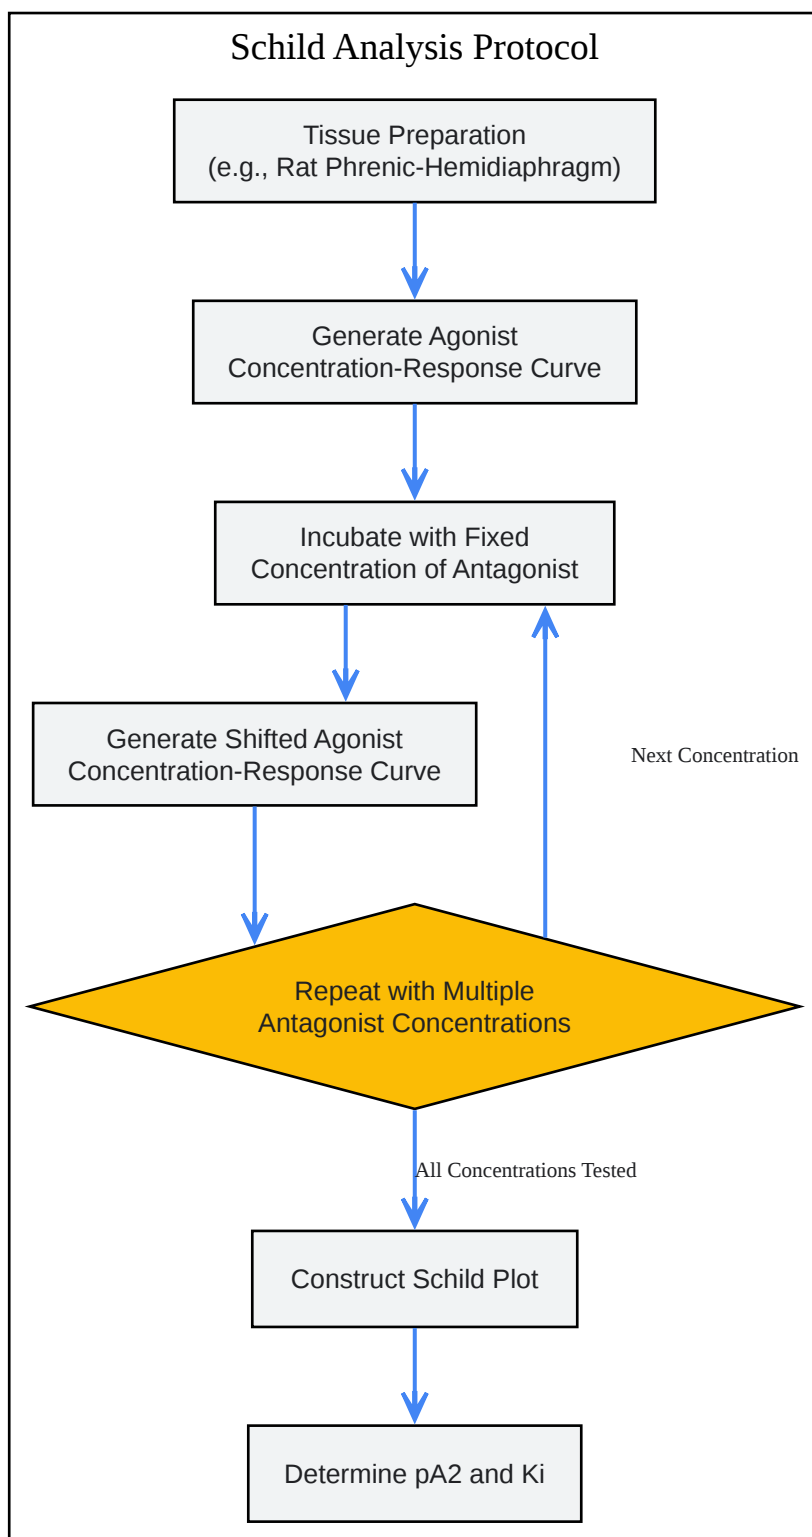 Schild Analysis Protocol
Tissue Preparation
(e.g., Rat Phrenic-Hemidiaphragm)
Generate Agonist
Concentration-Response Curve
Incubate with Fixed
Concentration of Antagonist
Generate Shifted Agonist
Concentration-Response Curve
Next Concentration
Repeat with Multiple
Antagonist Concentrations
All Concentrations Tested
Construct Schild Plot
Determine pA2 and Ki